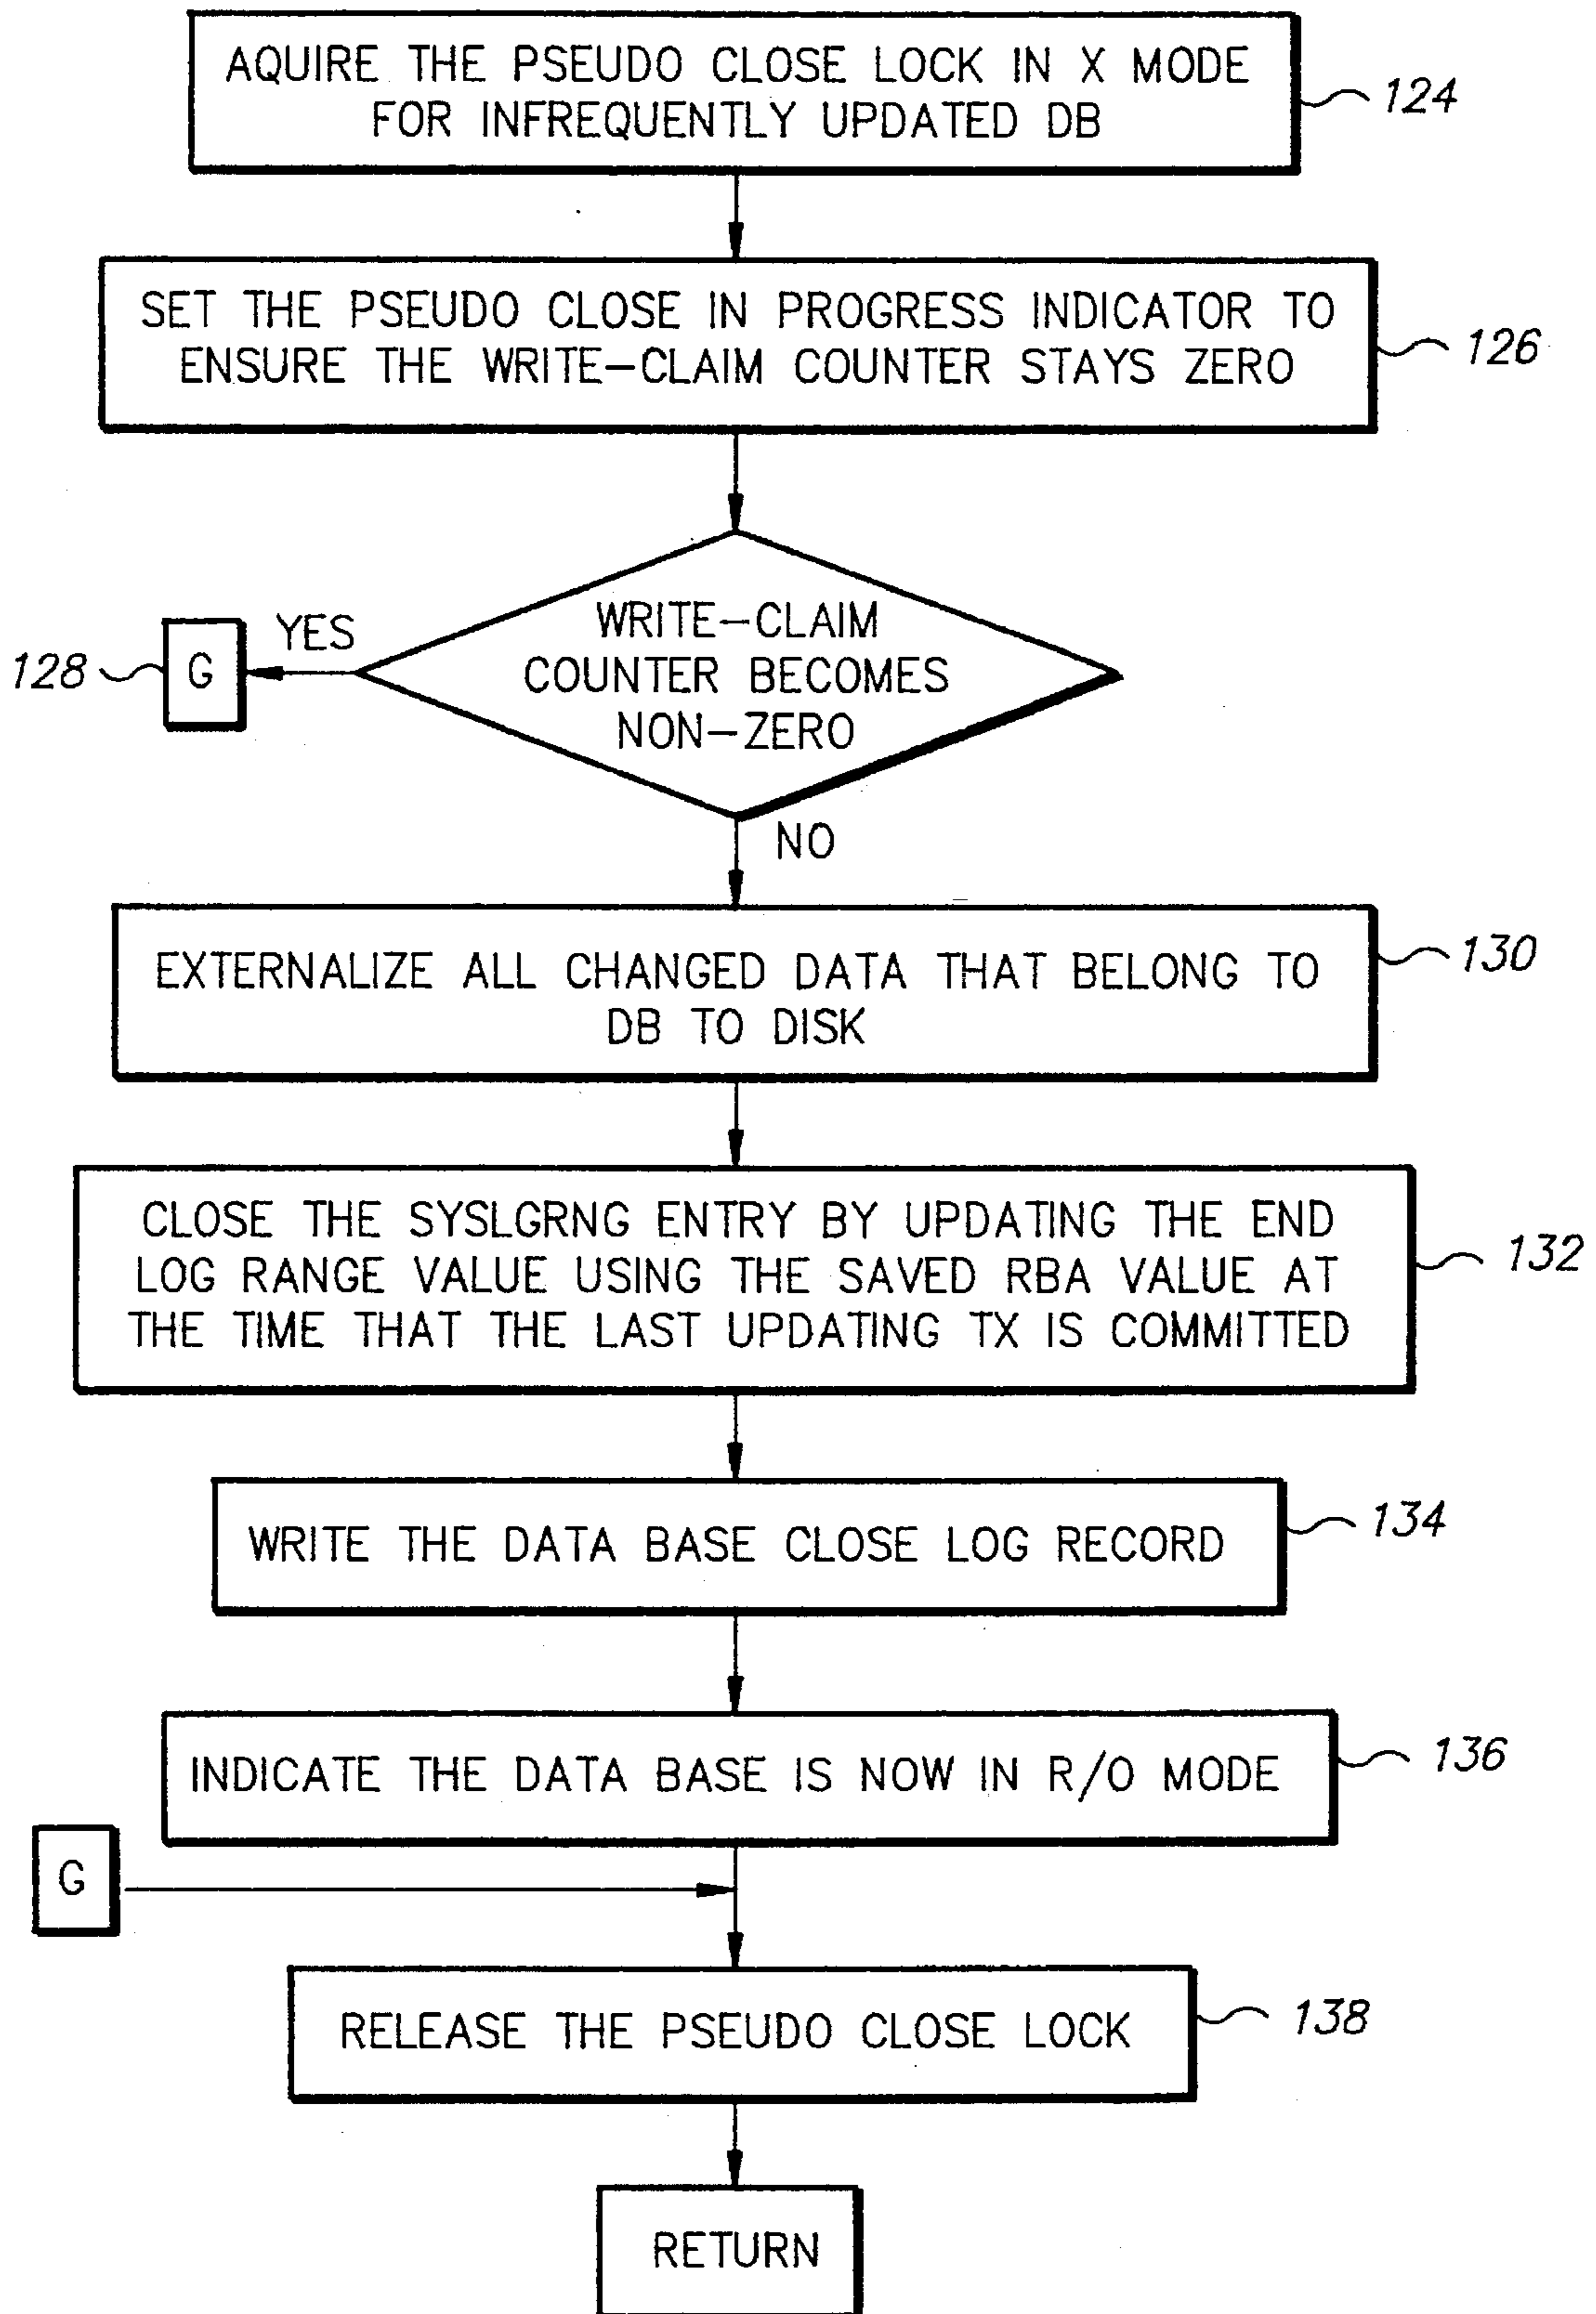 AQUIRE THE PSEUDO CLOSE LOCK IN X MODE
FOR INFREQUENTLY UPDATED DB
124
SET THE PSEUDO CLOSE IN PROGRESS INDICATOR TO
ENSURE THE WRITE-CLAIM COUNTER STAYS ZERO
126
WRITE-CLAIM
COUNTER BECOMES
NON-ZERO
YES
G
128
NO
EXTERNALIZE ALL CHANGED DATA THAT BELONG TO
DB TO DISK
130
CLOSE THE SYSLGRNG ENTRY BY UPDATING THE END
LOG RANGE VALUE USING THE SAVED RBA VALUE AT
THE TIME THAT THE LAST UPDATING TX IS COMMITTED
132
WRITE THE DATA BASE CLOSE LOG RECORD
134
INDICATE THE DATA BASE IS NOW IN R/O MODE
136
G
RELEASE THE PSEUDO CLOSE LOCK
138
RETURN